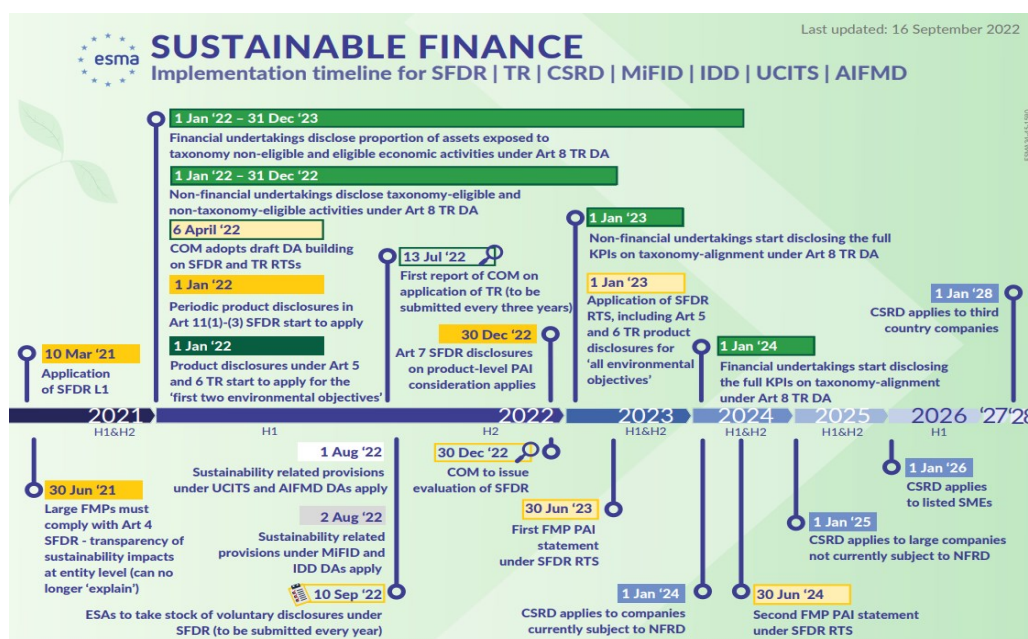 Last updated: 16 September 2022
esma
SUSTAINABLE FINANCE
Implementation timeline for SFDR | TR | CSRD | MiFID | IDD | UCITS | AIFMD
1 Jan ‘22 – 31 Dec ‘23
Financial undertakings disclose proportion of assets exposed to
taxonomy non-eligible and eligible economic activities under Art 8 TR DA
1 Jan ‘22 – 31 Dec ‘22
Non-financial undertakings disclose taxonomy-eligible and
non-taxonomy-eligible activities under Art 8 TR DA
6 April ‘22
COM adopts draft DA building
on SFDR and TR RTSs
1 Jan ‘22
Periodic product disclosures in
Art 11(1)-(3) SFDR start to apply
1 Jan ‘22
Product disclosures under Art 5
and 6 TR start to apply for the
‘first two environmental objectives’
13 Jul ‘22
First report of COM on
application of TR (to be
submitted every three years)
30 Dec ‘22
Art 7 SFDR disclosures
on product-level PAI
consideration applies
1 Jan ‘23
Non-financial undertakings start disclosing the full
KPIs on taxonomy-alignment under Art 8 TR DA
1 Jan ‘23
Application of SFDR
RTS, including Art 5
and 6 TR product
disclosures for
‘all environmental
objectives’
1 Jan ‘24
Financial undertakings start disclosing
the full KPIs on taxonomy-alignment
under Art 8 TR DA
1 Jan ‘28
CSRD applies to third
country companies
10 Mar ‘21
Application
of SFDR L1
2021 2022 2023 2024 2025 2026 ‘27 ‘28
H1&H2 H1 H2 H1&H2 H1&H2 H1&H2 H1
30 Jun ‘21
Large FMPs must
comply with Art 4
SFDR - transparency of
sustainability impacts
at entity level (can no
longer ‘explain’)
1 Aug ‘22
Sustainability related provisions
under UCITS and AIFMD DAs apply
2 Aug ‘22
Sustainability related
provisions under MiFID and
IDD DAs apply
10 Sep ‘22
ESAs to take stock of voluntary disclosures under
SFDR (to be submitted every year)
30 Dec ‘22
COM to issue
evaluation of SFDR
30 Jun ‘23
First FMP PAI
statement
under SFDR RTS
1 Jan ‘24
CSRD applies to companies
currently subject to NFRD
30 Jun ‘24
Second FMP PAI statement
under SFDR RTS
1 Jan ‘25
CSRD applies to large companies
not currently subject to NFRD
1 Jan ‘26
CSRD applies
to listed SMEs